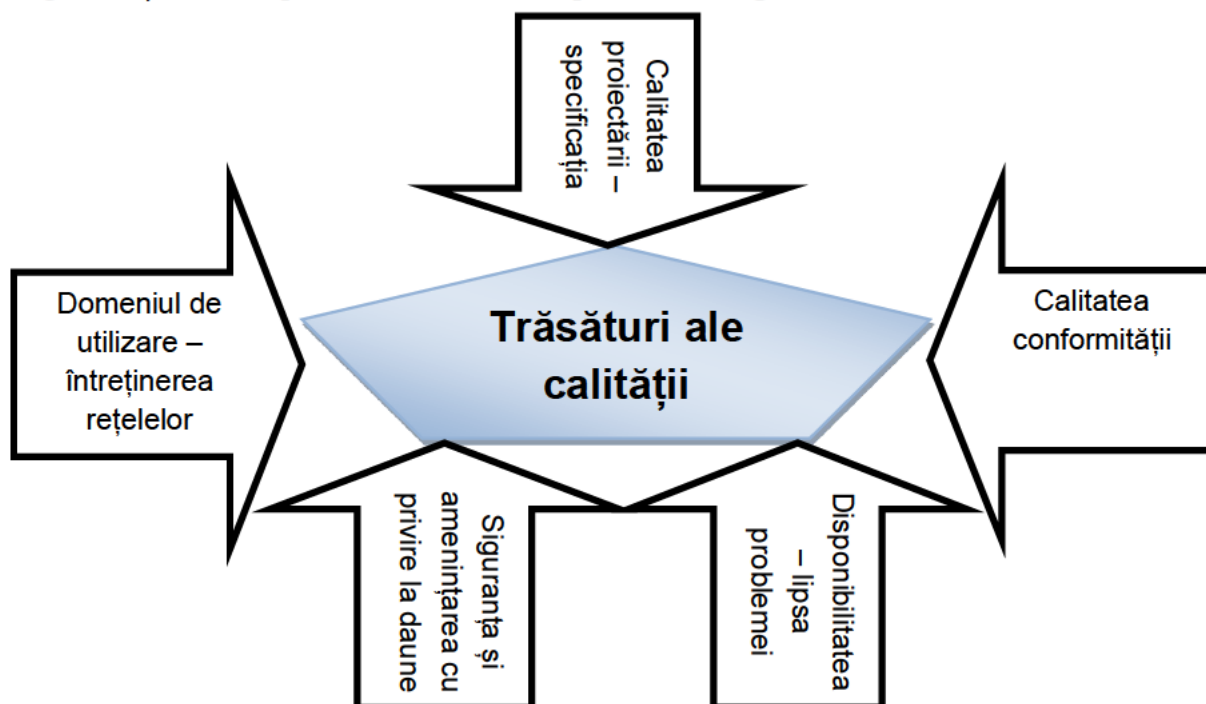 Calitatea
proiectării –
specificația
Domeniul de
utilizare –
întreținerea
rețelelor
Trăsături ale
calității
Calitatea
conformității
Siguranța și
amenințarea cu
privire la daune
Disponibilitatea
– lipsa
problemei